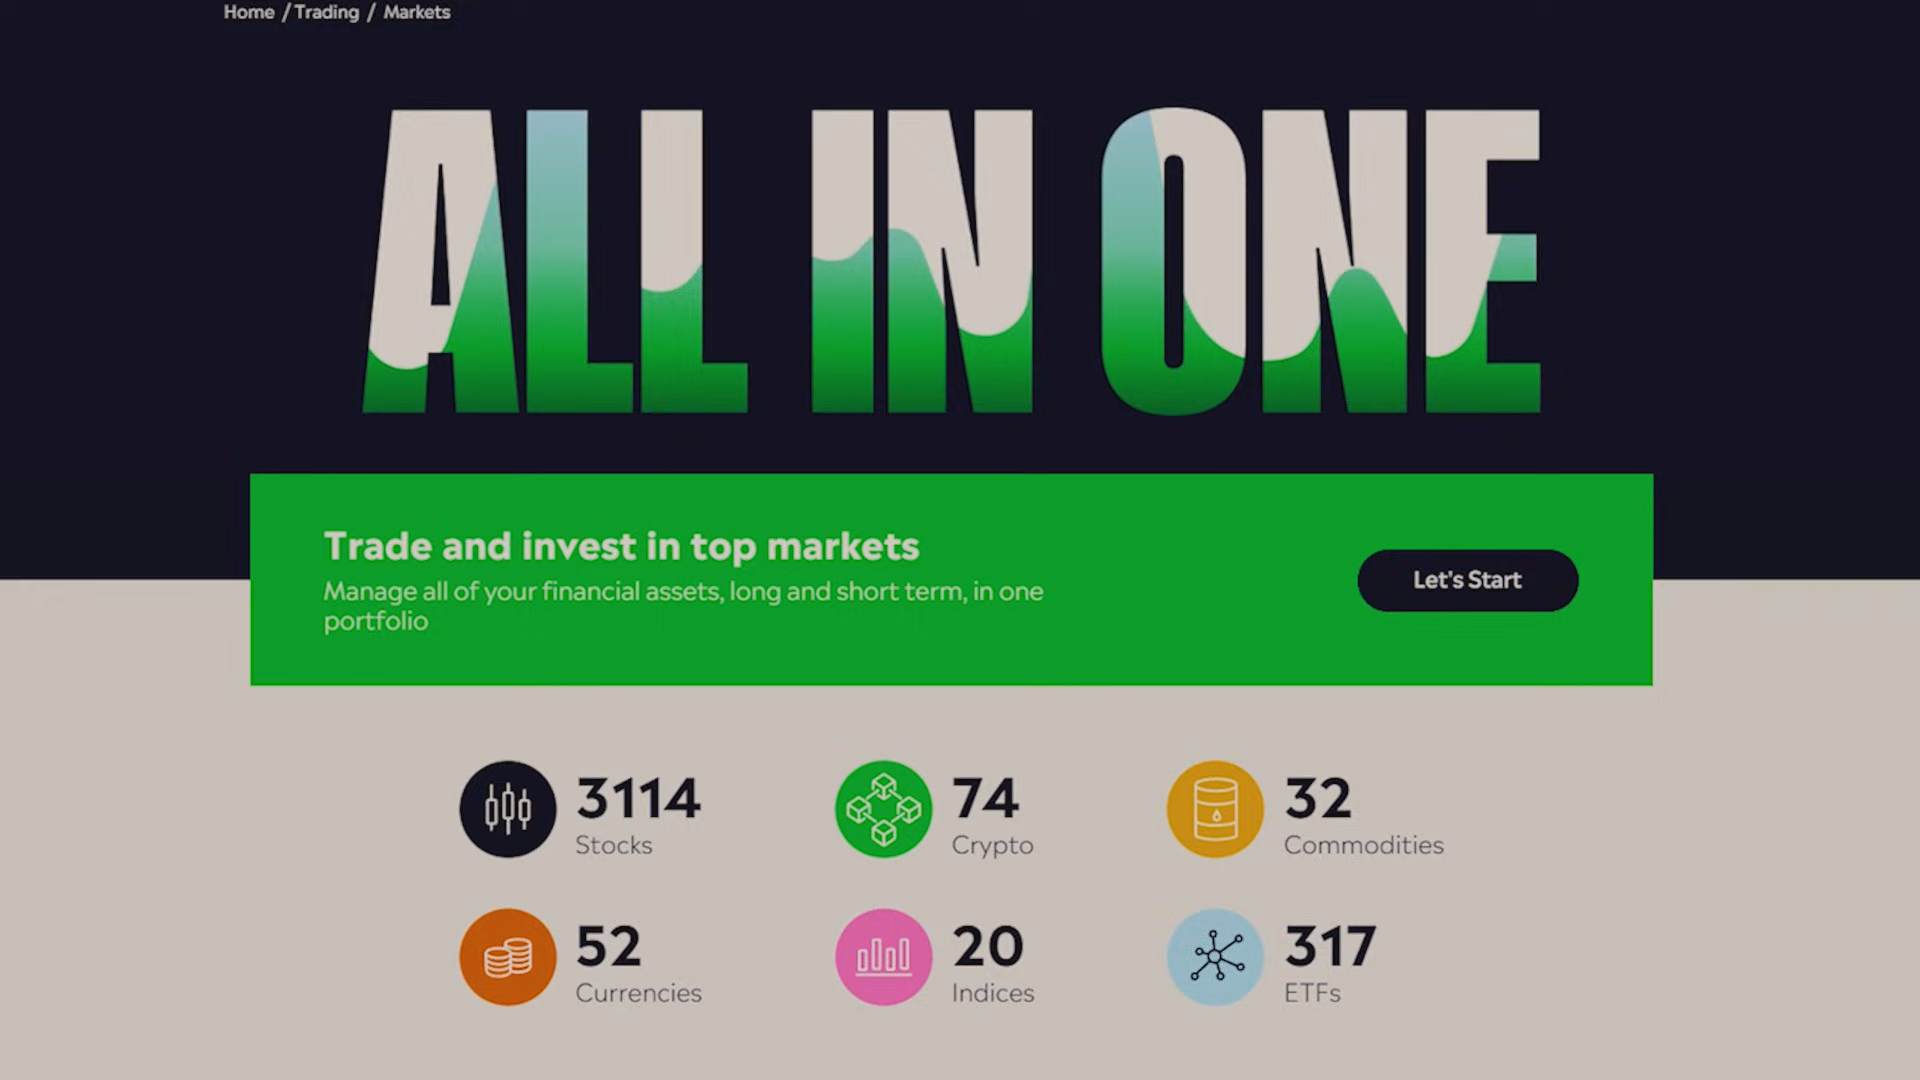 Home / Trading / Markets
ALL IN ONE
Trade and invest in top markets
Manage all of your financial assets, long and short term, in one
portfolio
Let's Start
3114
Stocks
74
Crypto
32
Commodities
52
Currencies
20
Indices
317
ETFs